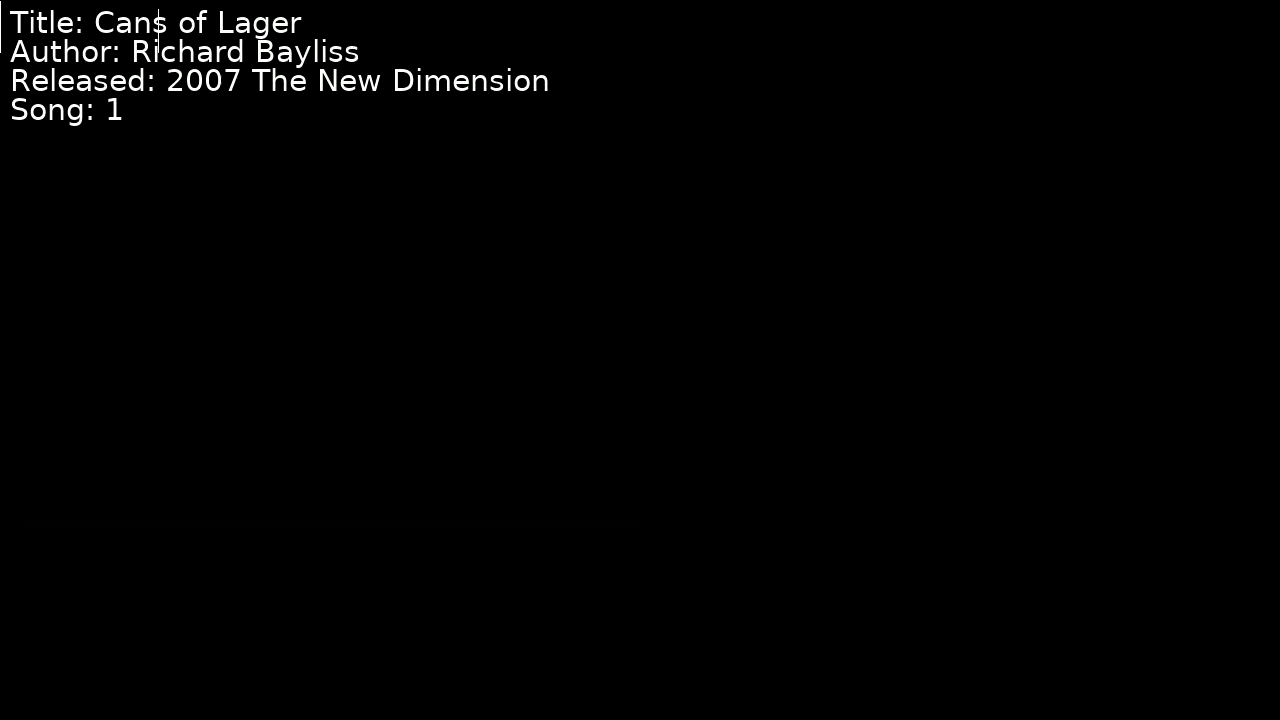 Title: Cans of Lager
Author: Richard Bayliss
Released: 2007 The New Dimension
Song: 1